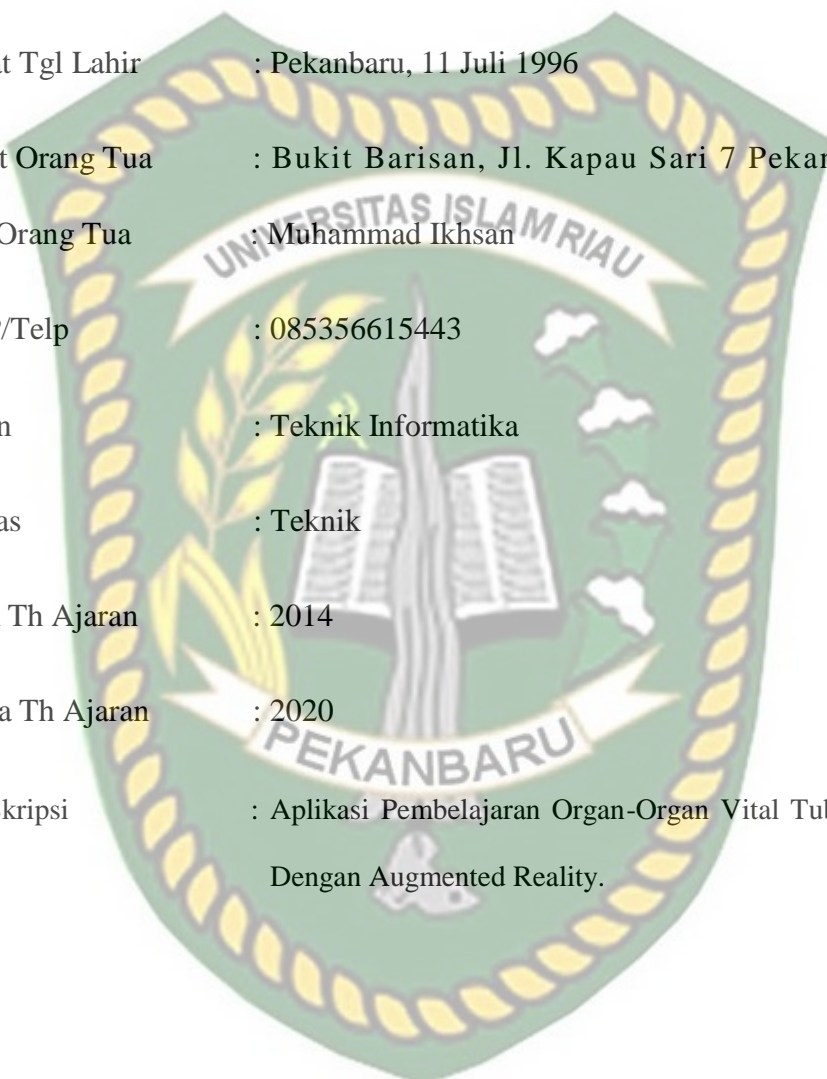 at Tgl Lahir : Pekanbaru, 11 Juli 1996
t Orang Tua : Bukit Barisan, Jl. Kapau Sari 7 Pekan
UNIVERSITAS ISLAM RIAU
Orang Tua : Muhammad Ikhsan
/Telp : 085356615443
n : Teknik Informatika
as : Teknik
Th Ajaran : 2014
a Th Ajaran : 2020
PEKANBARU
kripsi : Aplikasi Pembelajaran Organ-Organ Vital Tub
Dengan Augmented Reality.